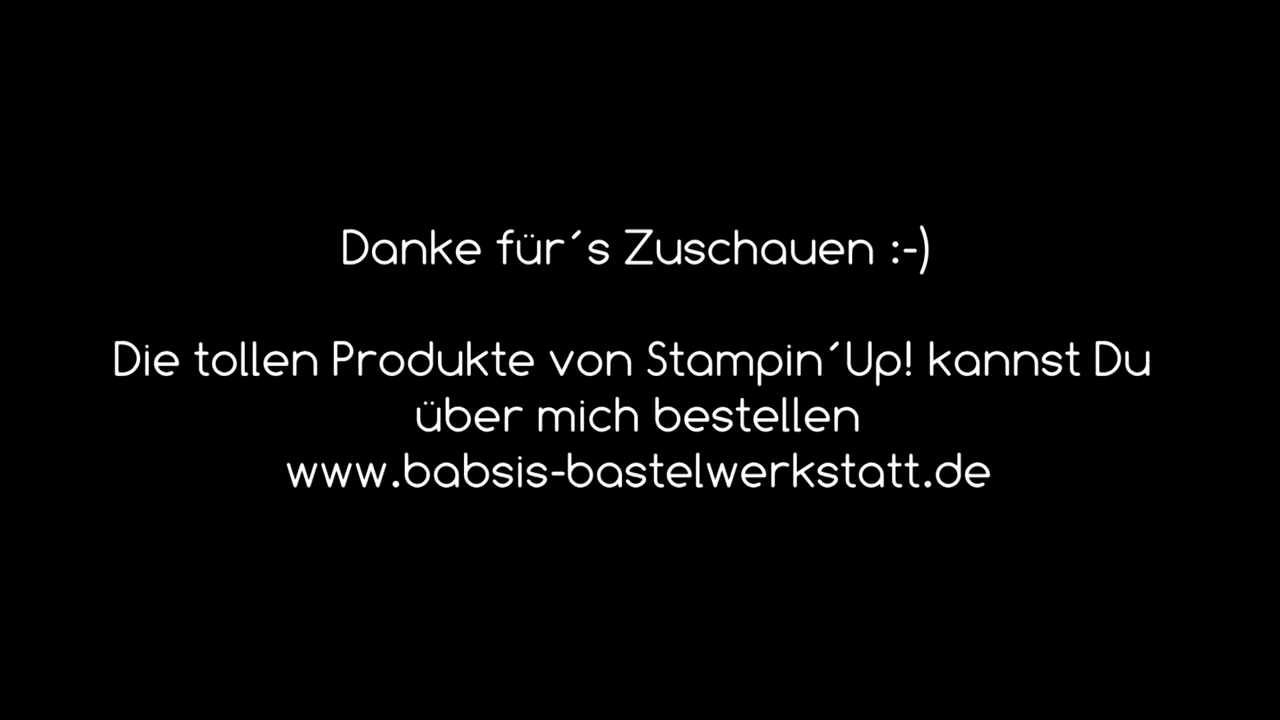 Danke für´s Zuschauen :-)
Die tollen Produkte von Stampin´Up! kannst Du
über mich bestellen
www.babsis-bastelwerkstatt.de